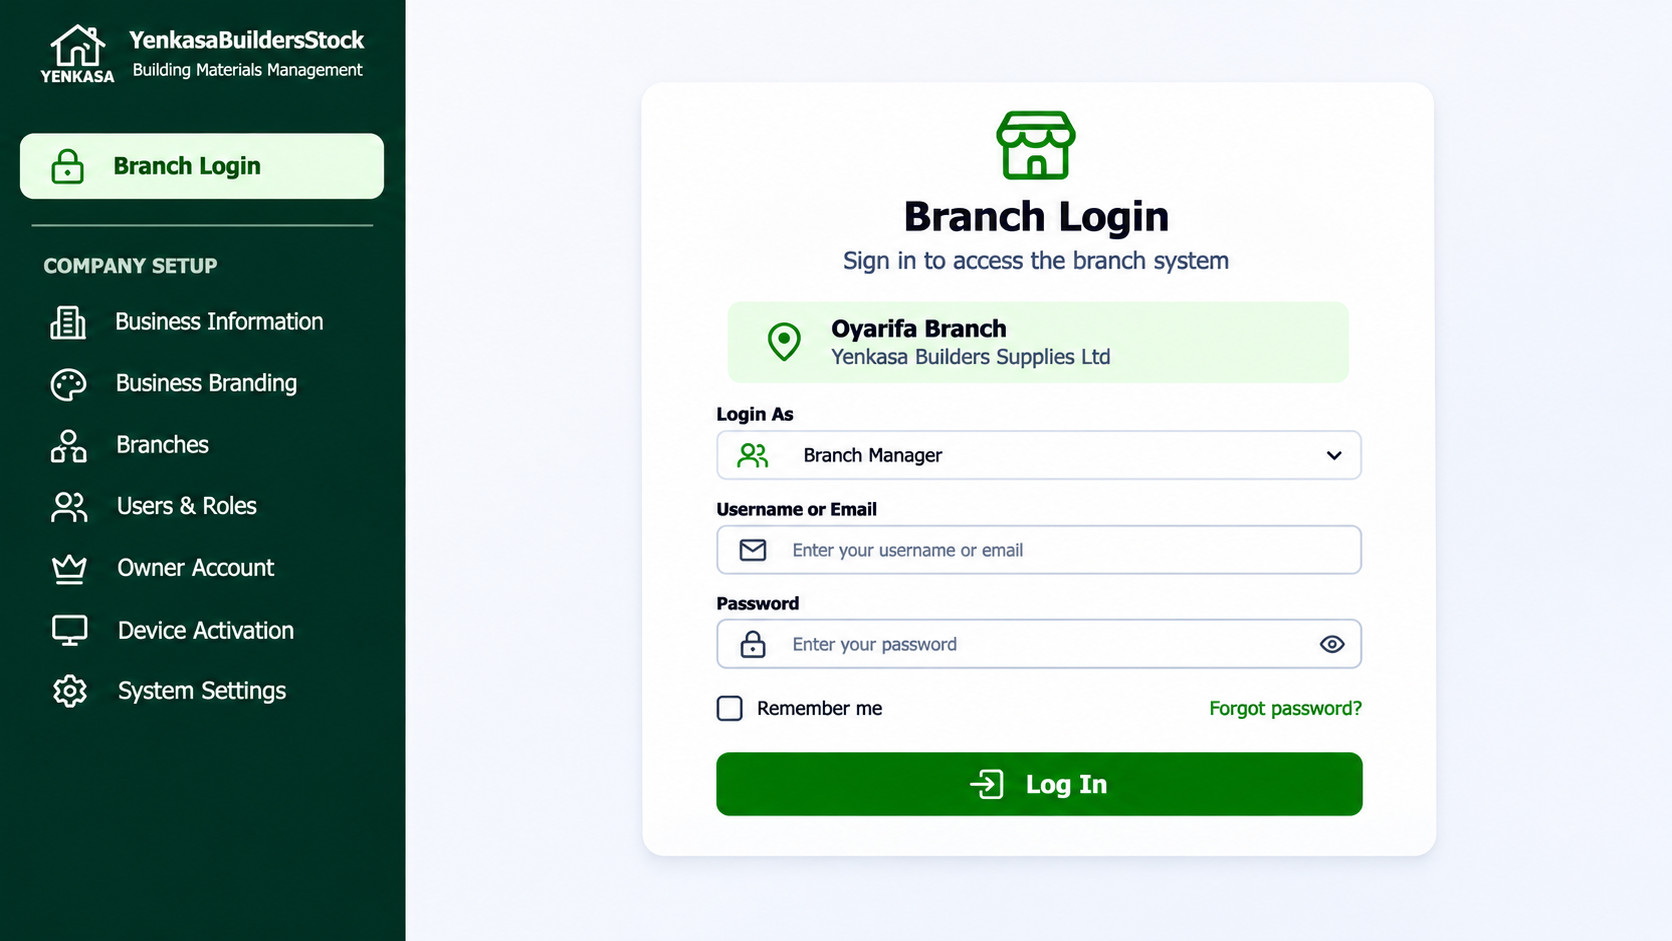 YENKASA
YenkasaBuildersStock
Building Materials Management
Branch Login
COMPANY SETUP
Business Information
Business Branding
Branches
Users & Roles
Owner Account
Device Activation
System Settings
Branch Login
Sign in to access the branch system
Oyarifa Branch
Yenkasa Builders Supplies Ltd
Login As
Branch Manager
Username or Email
Enter your username or email
Password
Enter your password
Remember me
Forgot password?
Log In